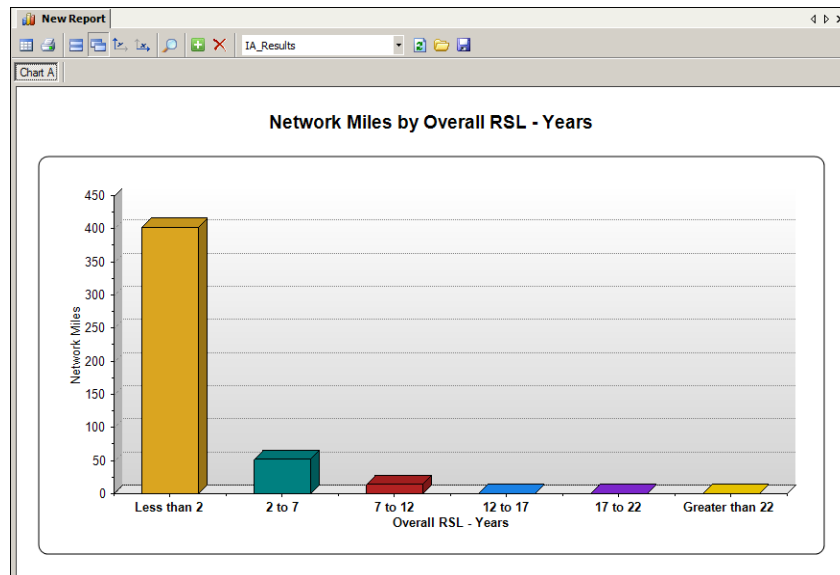 New Report
IA_Results
Chart A
Network Miles by Overall RSL - Years
450
400
350
300
250
200
150
100
50
0
Network Miles
Less than 2
2 to 7
7 to 12
12 to 17
17 to 22
Greater than 22
Overall RSL - Years